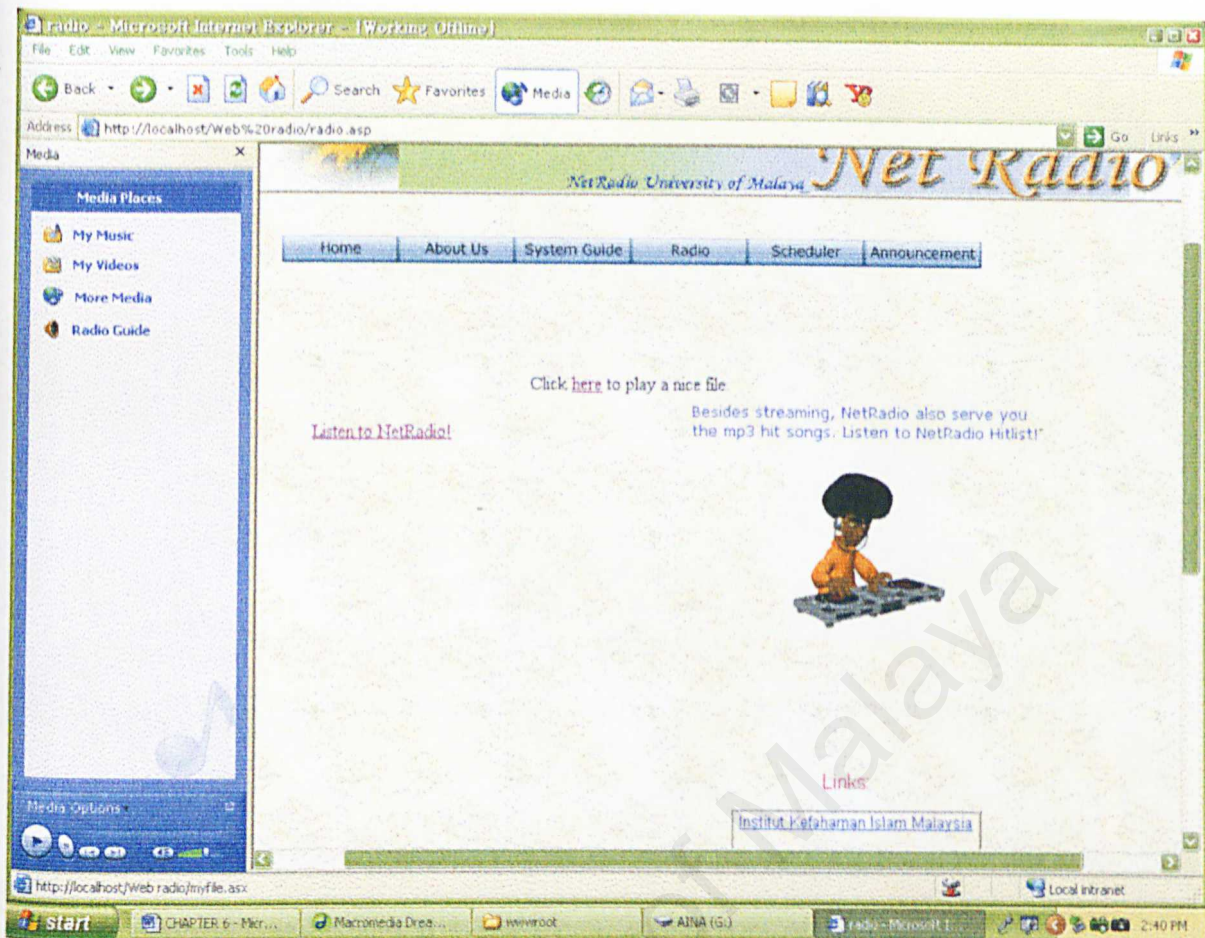 radio - Microsoft Internet Explorer - [Working Offline]
File Edit View Favorites Tools Help
Back Search Favorites Media
Address http://localhost/Web%20radio/radio.asp Go Links »
Media ×
Media Places
My Music
My Videos
More Media
Radio Guide
Net Radio
NetRadio University of Malaya
Home About Us System Guide Radio Scheduler Announcement
Click here to play a nice file
Listen to NetRadio!
Besides streaming, NetRadio also serve you
the mp3 hit songs. Listen to NetRadio Hitlist!"
Links:
Institut Kefahaman Islam Malaysia
Media Options
http://localhost/Web radio/myfile.asx Local intranet
start CHAPTER 6 - Micr... Macromedia Drea... wwwroot AINA (G:) radio - Microsoft I... 2:40 PM
of Malaya